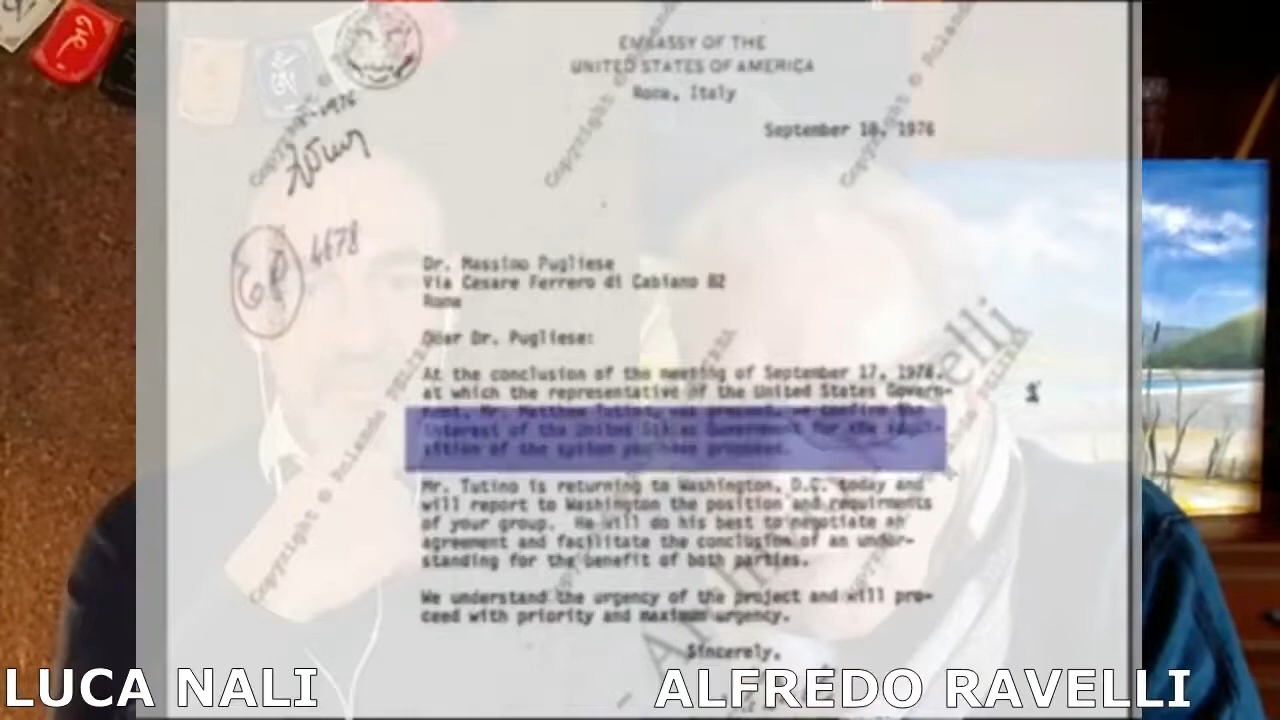 EMBASSY OF THE
UNITED STATES OF AMERICA
Rome, Italy
September 18, 1976
1976
4678
Dr. Massimo Pugliese
Via Cesare Ferrero di Cabiano 82
Rome
Dear Dr. Pugliese:
At the conclusion of the meeting of September 17, 1976,
at which the representative of the United States Govern-
ment, Mr. Matthew Tutino, was present, we confirm the
interest of the United States Government for the acqui-
sition of the system you have proposed.
Mr. Tutino is returning to Washington, D.C. today and
will report to Washington the position and requirments
of your group. He will do his best to negotiate an
agreement and facilitate the conclusion of an under-
standing for the benefit of both parties.
We understand the urgency of the project and will pro-
ceed with priority and maximum urgency.
Sincerely,
Copyright © Rolando Pelizza
LUCA NALI
ALFREDO RAVELLI